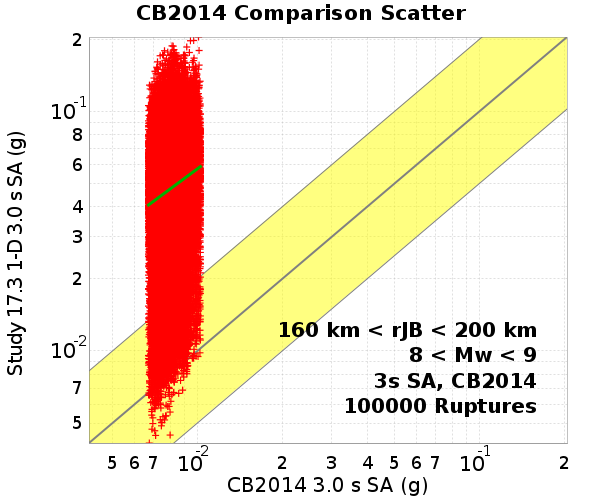 CB2014 Comparison Scatter
Study 17.3 1-D 3.0 s SA (g)
2
10⁻¹
8
6
4
3
2
10⁻²
7
5
160 km < rJB < 200 km
8 < Mw < 9
3s SA, CB2014
100000 Ruptures
5 6 7 10⁻² 2 3 4 5 6 7 10⁻¹ 2
CB2014 3.0 s SA (g)